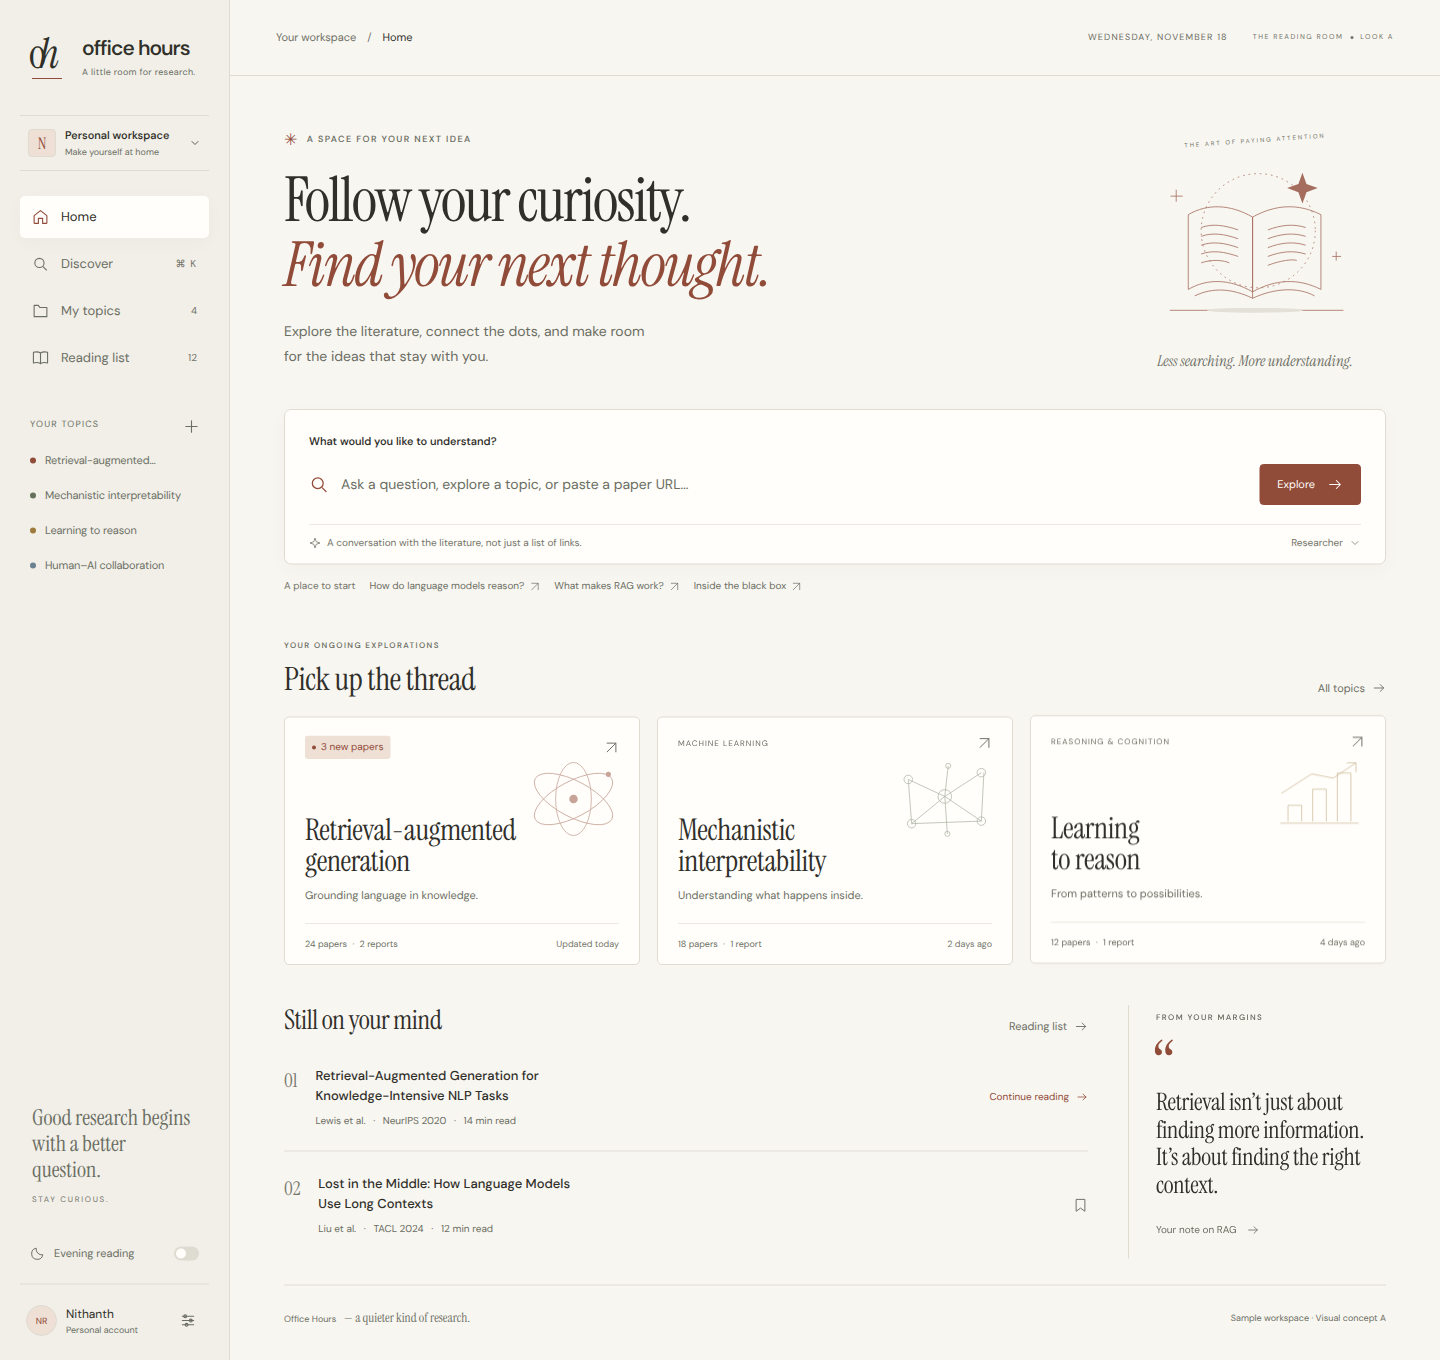 oh
office hours
A little room for research.
N
Personal workspace
Make yourself at home
Home
Discover ⌘ K
My topics 4
Reading list 12
YOUR TOPICS
Retrieval-augmented...
Mechanistic interpretability
Learning to reason
Human–AI collaboration
Good research begins
with a better
question.
STAY CURIOUS.
Evening reading
NR
Nithanth
Personal account
Your workspace / Home
WEDNESDAY, NOVEMBER 18
THE READING ROOM • LOOK A
A SPACE FOR YOUR NEXT IDEA
Follow your curiosity.
Find your next thought.
Explore the literature, connect the dots, and make room
for the ideas that stay with you.
THE ART OF PAYING ATTENTION
Less searching. More understanding.
What would you like to understand?
Ask a question, explore a topic, or paste a paper URL...
Explore
A conversation with the literature, not just a list of links.
Researcher
A place to start How do language models reason? What makes RAG work? Inside the black box
YOUR ONGOING EXPLORATIONS
Pick up the thread
All topics
3 new papers
Retrieval-augmented
generation
Grounding language in knowledge.
24 papers · 2 reports Updated today
MACHINE LEARNING
Mechanistic
interpretability
Understanding what happens inside.
18 papers · 1 report 2 days ago
REASONING & COGNITION
Learning
to reason
From patterns to possibilities.
12 papers · 1 report 4 days ago
Still on your mind
Reading list
01
Retrieval-Augmented Generation for
Knowledge-Intensive NLP Tasks
Lewis et al. · NeurIPS 2020 · 14 min read
Continue reading
02
Lost in the Middle: How Language Models
Use Long Contexts
Liu et al. · TACL 2024 · 12 min read
FROM YOUR MARGINS
“
Retrieval isn’t just about
finding more information.
It’s about finding the right
context.
Your note on RAG
Office Hours — a quieter kind of research.
Sample workspace · Visual concept A